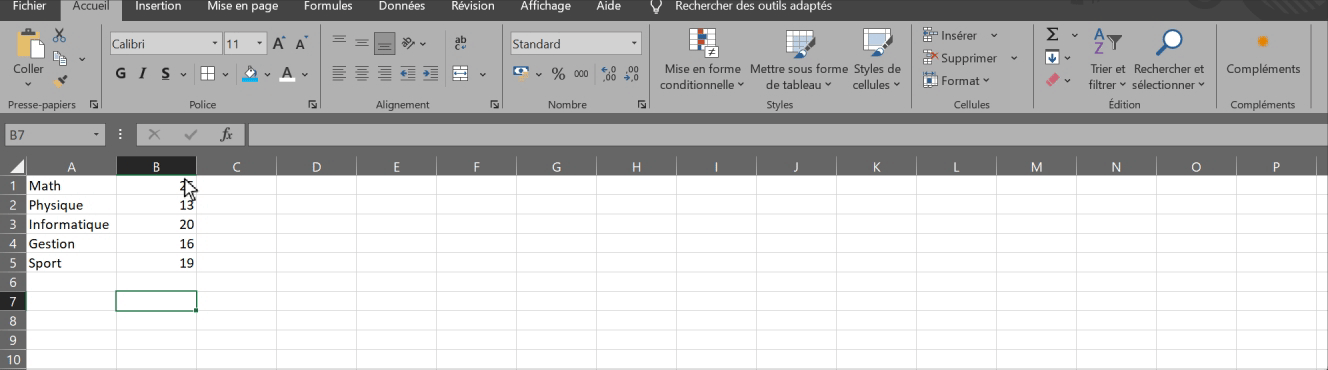 Fichier Accueil Insertion Mise en page Formules Données Révision Affichage Aide Rechercher des outils adaptés
Coller
Presse-papiers
Calibri 11
G I S A
Police
ab
Alignement
Standard
% 000
Nombre
Mise en forme
conditionnelle
Mettre sous forme
de tableau
Styles de
cellules
Styles
Insérer
Supprimer
Format
Cellules
Σ
Trier et
filtrer
Rechercher et
sélectionner
Édition
Compléments
Compléments
B7 fx
A B C D E F G H I J K L M N O P
1 Math
2 Physique 13
3 Informatique 20
4 Gestion 16
5 Sport 19
6
7
8
9
10